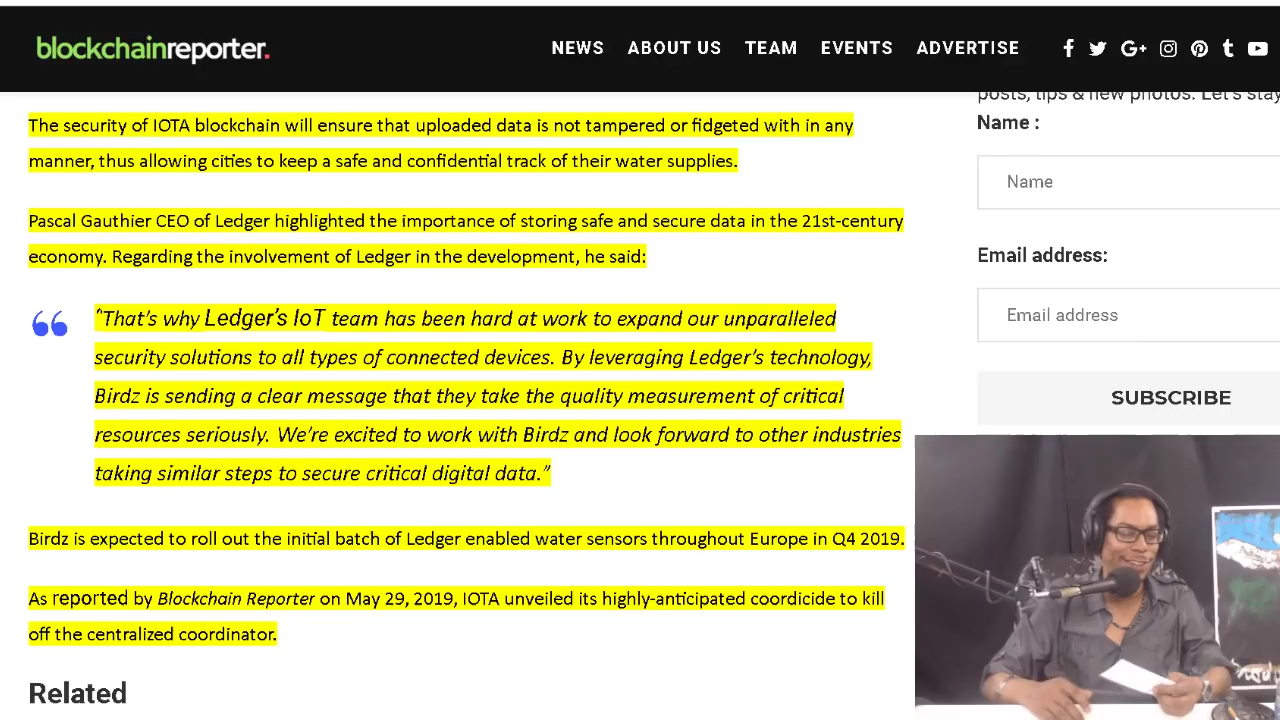 blockchainreporter.
NEWS ABOUT US TEAM EVENTS ADVERTISE
posts, tips & new photos. Let's stay
The security of IOTA blockchain will ensure that uploaded data is not tampered or fidgeted with in any
manner, thus allowing cities to keep a safe and confidential track of their water supplies.
Pascal Gauthier CEO of Ledger highlighted the importance of storing safe and secure data in the 21st-century
economy. Regarding the involvement of Ledger in the development, he said:
“That’s why Ledger’s IoT team has been hard at work to expand our unparalleled
security solutions to all types of connected devices. By leveraging Ledger’s technology,
Birdz is sending a clear message that they take the quality measurement of critical
resources seriously. We’re excited to work with Birdz and look forward to other industries
taking similar steps to secure critical digital data.”
Birdz is expected to roll out the initial batch of Ledger enabled water sensors throughout Europe in Q4 2019.
As reported by Blockchain Reporter on May 29, 2019, IOTA unveiled its highly-anticipated coordicide to kill
off the centralized coordinator.
Related
Name :
Name
Email address:
Email address
SUBSCRIBE